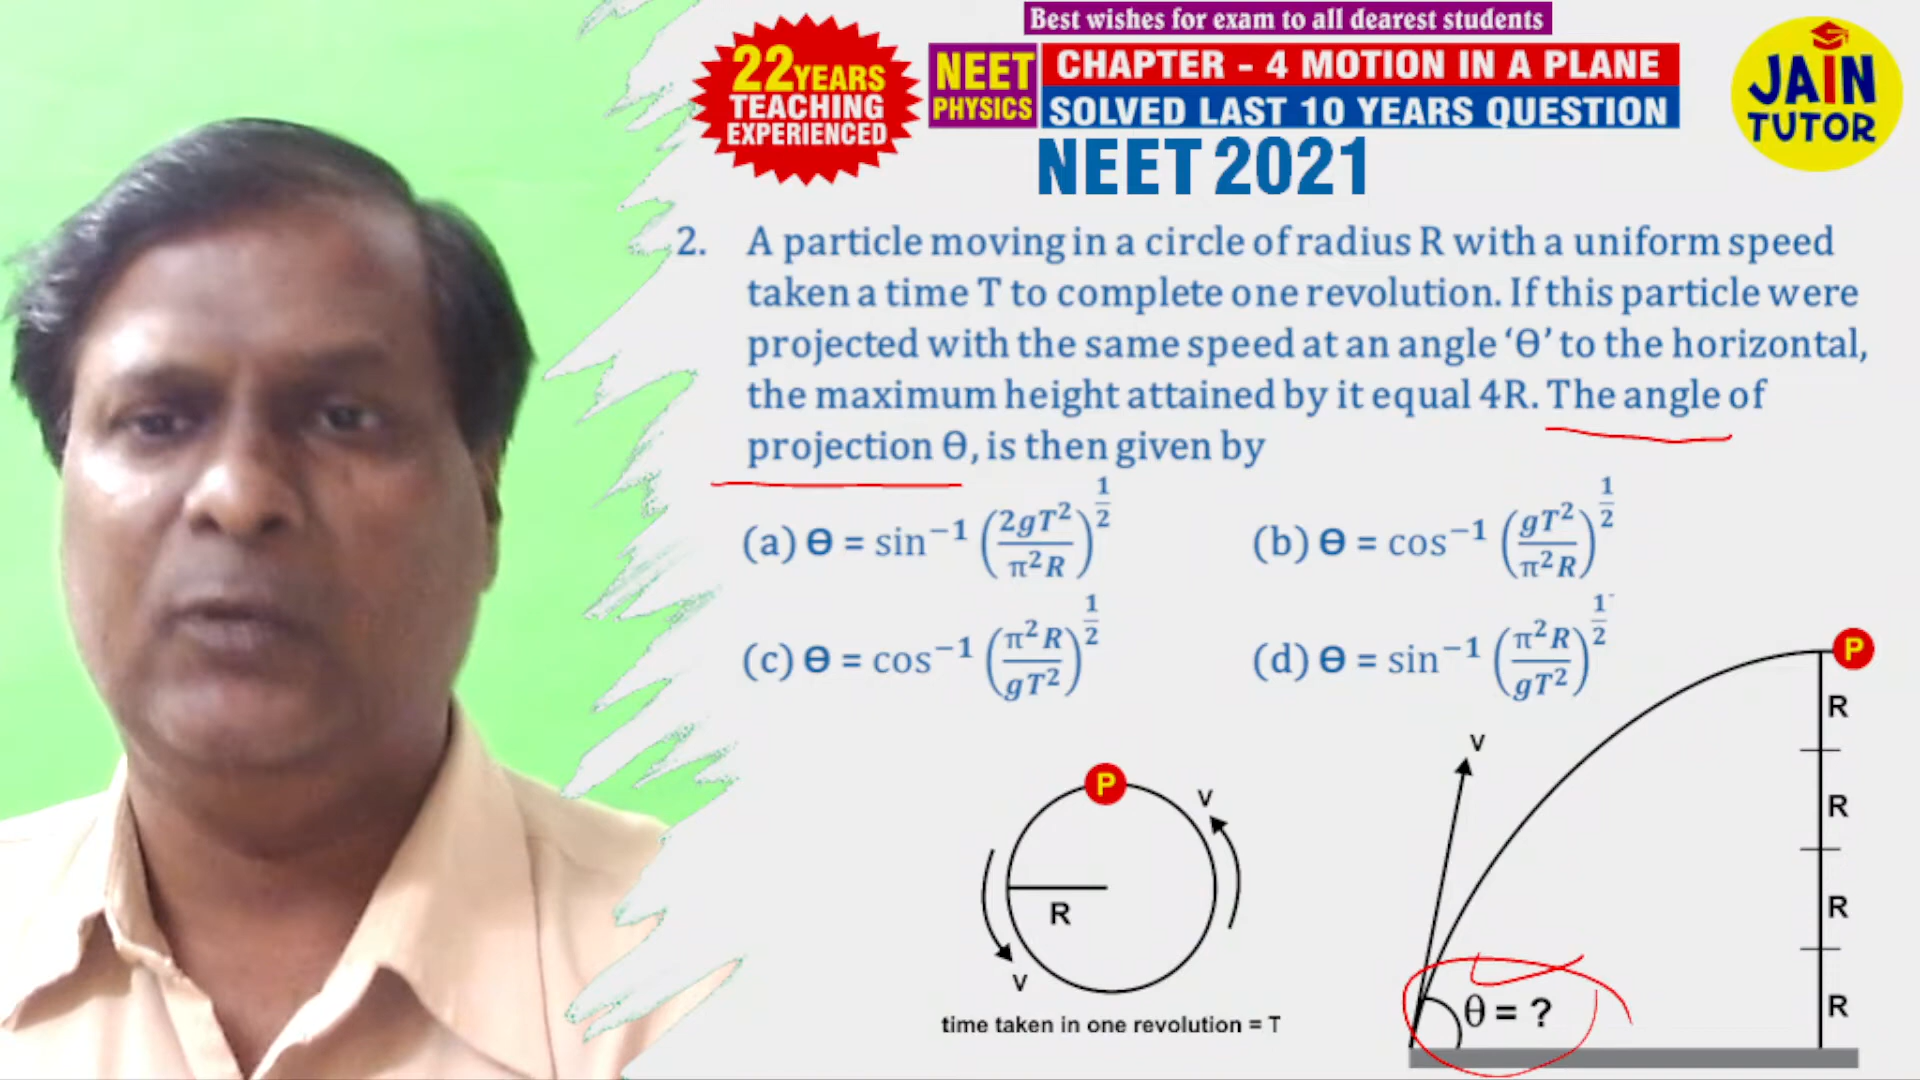 Best wishes for exam to all dearest students
22YEARS
TEACHING
EXPERIENCED
NEET
PHYSICS
CHAPTER - 4 MOTION IN A PLANE
SOLVED LAST 10 YEARS QUESTION
JAIN
TUTOR
NEET 2021
2. A particle moving in a circle of radius R with a uniform speed
taken a time T to complete one revolution. If this particle were
projected with the same speed at an angle ‘Ө’ to the horizontal,
the maximum height attained by it equal 4R. The angle of
projection Ө, is then given by
(a) Ө = sin⁻¹ (2gT²/π²R)^(1/2)
(b) Ө = cos⁻¹ (gT²/π²R)^(1/2)
(c) Ө = cos⁻¹ (π²R/gT²)^(1/2)
(d) Ө = sin⁻¹ (π²R/gT²)^(1/2)
P
V
R
V
time taken in one revolution = T
P
R
V
R
R
R
θ = ?